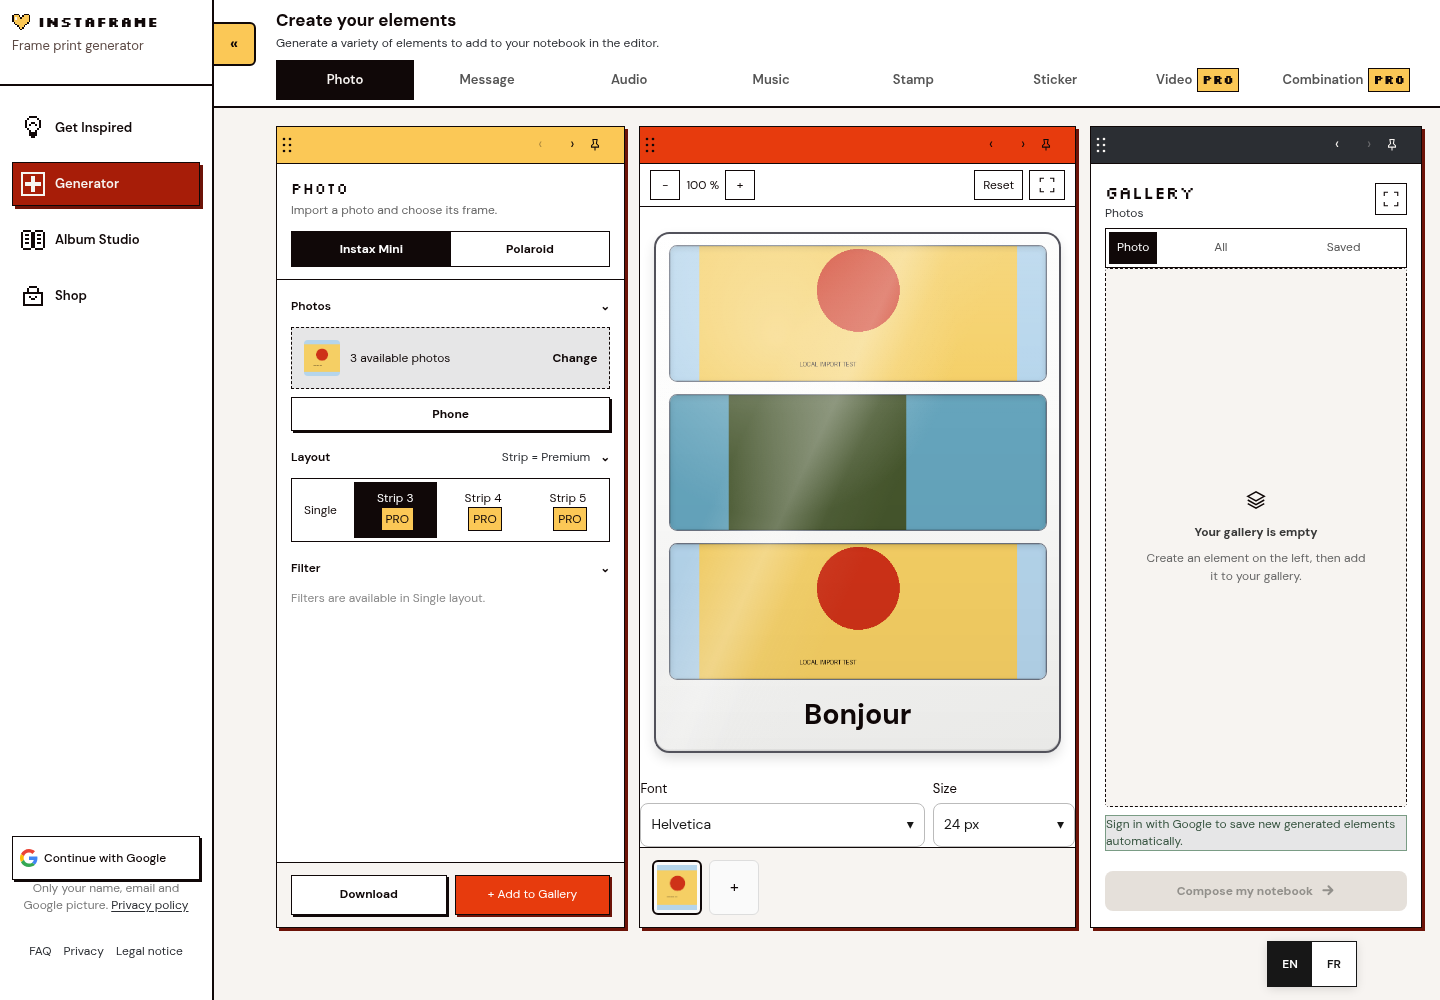 INSTAFRAME
Frame print generator
Get Inspired
Generator
Album Studio
Shop
Continue with Google
Only your name, email and
Google picture. Privacy policy
FAQ Privacy Legal notice
«
Create your elements
Generate a variety of elements to add to your notebook in the editor.
Photo Message Audio Music Stamp Sticker Video PRO Combination PRO
PHOTO
Import a photo and choose its frame.
Instax Mini Polaroid
Photos
3 available photos Change
Phone
Layout Strip = Premium
Single Strip 3 PRO Strip 4 PRO Strip 5 PRO
Filter
Filters are available in Single layout.
Download + Add to Gallery
- 100 % + Reset
LOCAL IMPORT TEST
LOCAL IMPORT TEST
Bonjour
Font Size
Helvetica 24 px
+
GALLERY
Photos
Photo All Saved
Your gallery is empty
Create an element on the left, then add
it to your gallery.
Sign in with Google to save new generated elements
automatically.
Compose my notebook →
EN FR